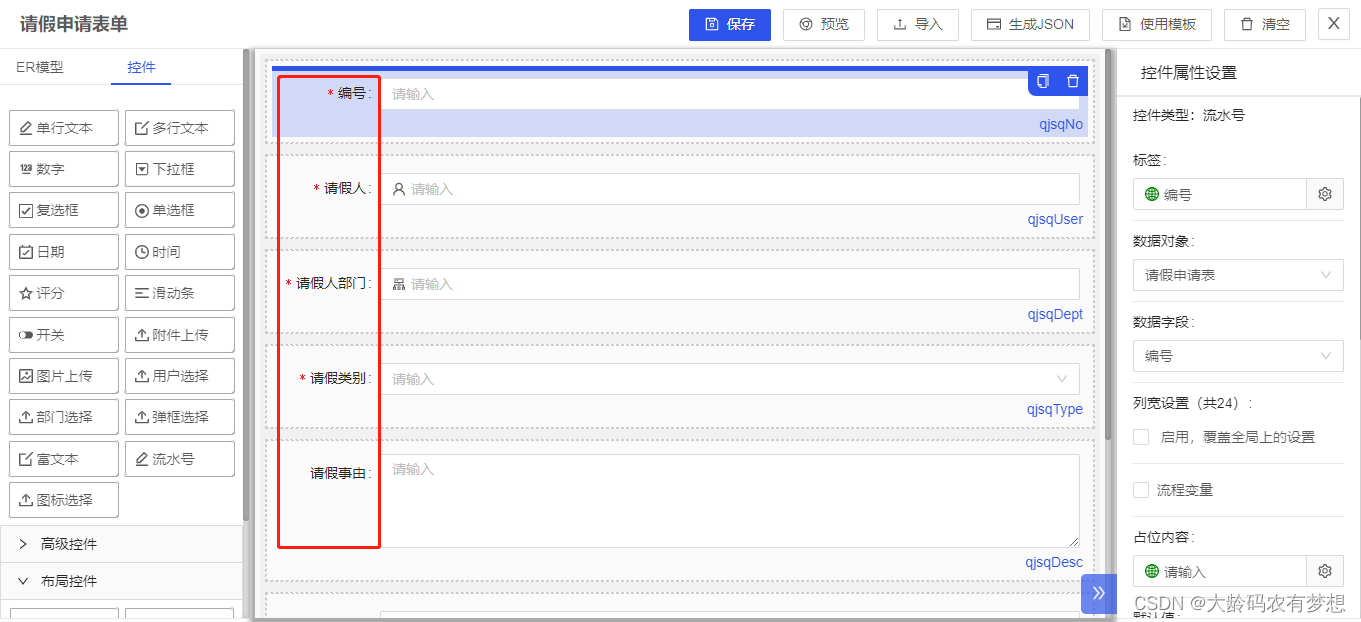 请假申请表单
保存
预览
导入
生成JSON
使用模板
清空
X
ER模型
控件
单行文本
多行文本
123 数字
下拉框
复选框
单选框
日期
时间
评分
滑动条
开关
附件上传
图片上传
用户选择
部门选择
弹框选择
富文本
流水号
图标选择
高级控件
布局控件
* 编号:
请输入
qjsqNo
* 请假人:
请输入
qjsqUser
* 请假人部门:
请输入
qjsqDept
* 请假类别:
请输入
qjsqType
请假事由:
请输入
qjsqDesc
控件属性设置
控件类型：流水号
标签:
编号
数据对象:
请假申请表
数据字段:
编号
列宽设置（共24）:
启用，覆盖全局上的设置
流程变量
占位内容:
请输入
默认值:
CSDN @大龄码农有梦想